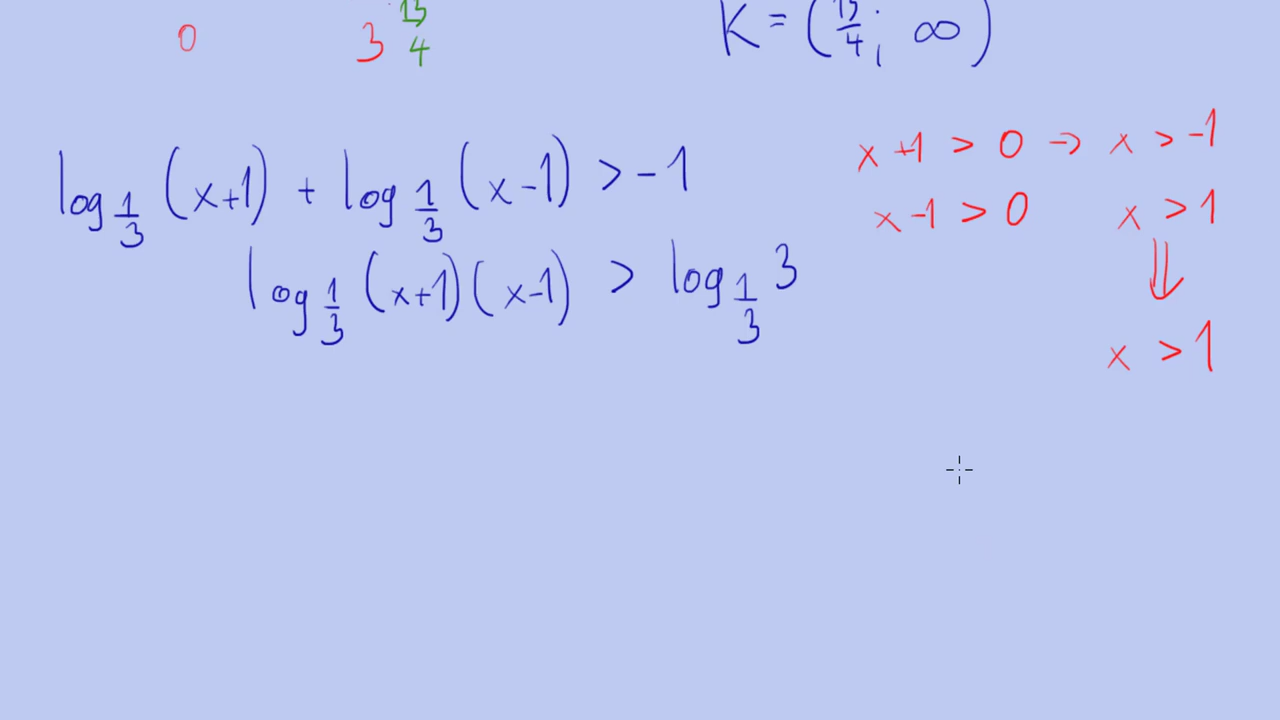 0 3 13/4 K = (13/4; ∞)
log_{1/3} (x+1) + log_{1/3} (x-1) > -1
log_{1/3} (x+1)(x-1) > log_{1/3} 3
x+1 > 0 → x > -1
x-1 > 0 x > 1
⇓
x > 1